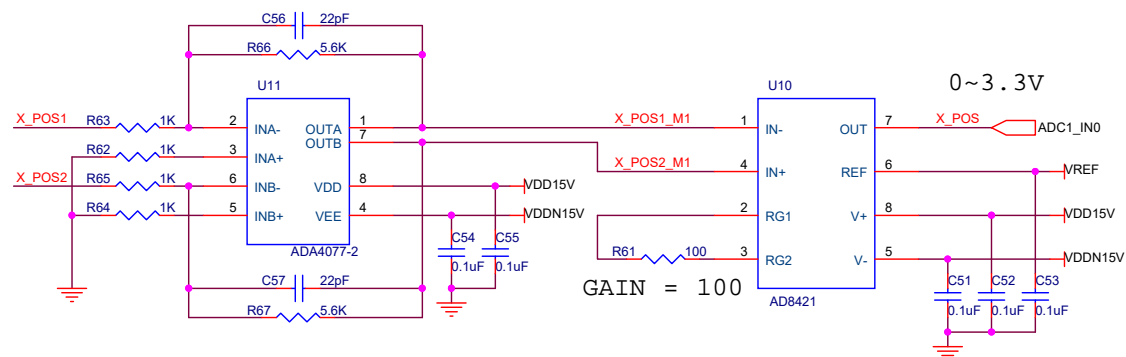 C56 22pF
R66 5.6K
U11
X_POS1 R63 1K 2 INA- OUTA 1
OUTB 7
R62 1K 3 INA+
X_POS2 R65 1K 6 INB- VDD 8 VDD15V
R64 1K 5 INB+ VEE 4 VDDN15V
ADA4077-2
C54 0.1uF
C55 0.1uF
C57 22pF
R67 5.6K
U10
0~3.3V
X_POS1_M1 1 IN- OUT 7 X_POS ADC1_IN0
X_POS2_M1 4 IN+ REF 6 VREF
2 RG1 V+ 8 VDD15V
R61 100 3 RG2 V- 5 VDDN15V
GAIN = 100
AD8421
C51 0.1uF
C52 0.1uF
C53 0.1uF